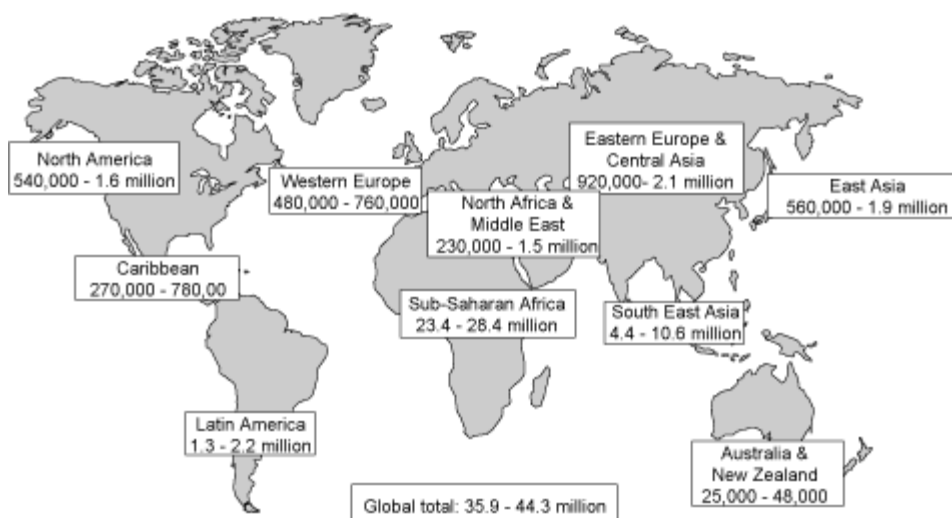 North America
540,000 - 1.6 million
Western Europe
480,000 - 760,000
Eastern Europe &
Central Asia
920,000- 2.1 million
East Asia
560,000 - 1.9 million
North Africa &
Middle East
230,000 - 1.5 million
Caribbean
270,000 - 780,00
Sub-Saharan Africa
23.4 - 28.4 million
South East Asia
4.4 - 10.6 million
Latin America
1.3 - 2.2 million
Australia &
New Zealand
25,000 - 48,000
Global total: 35.9 - 44.3 million